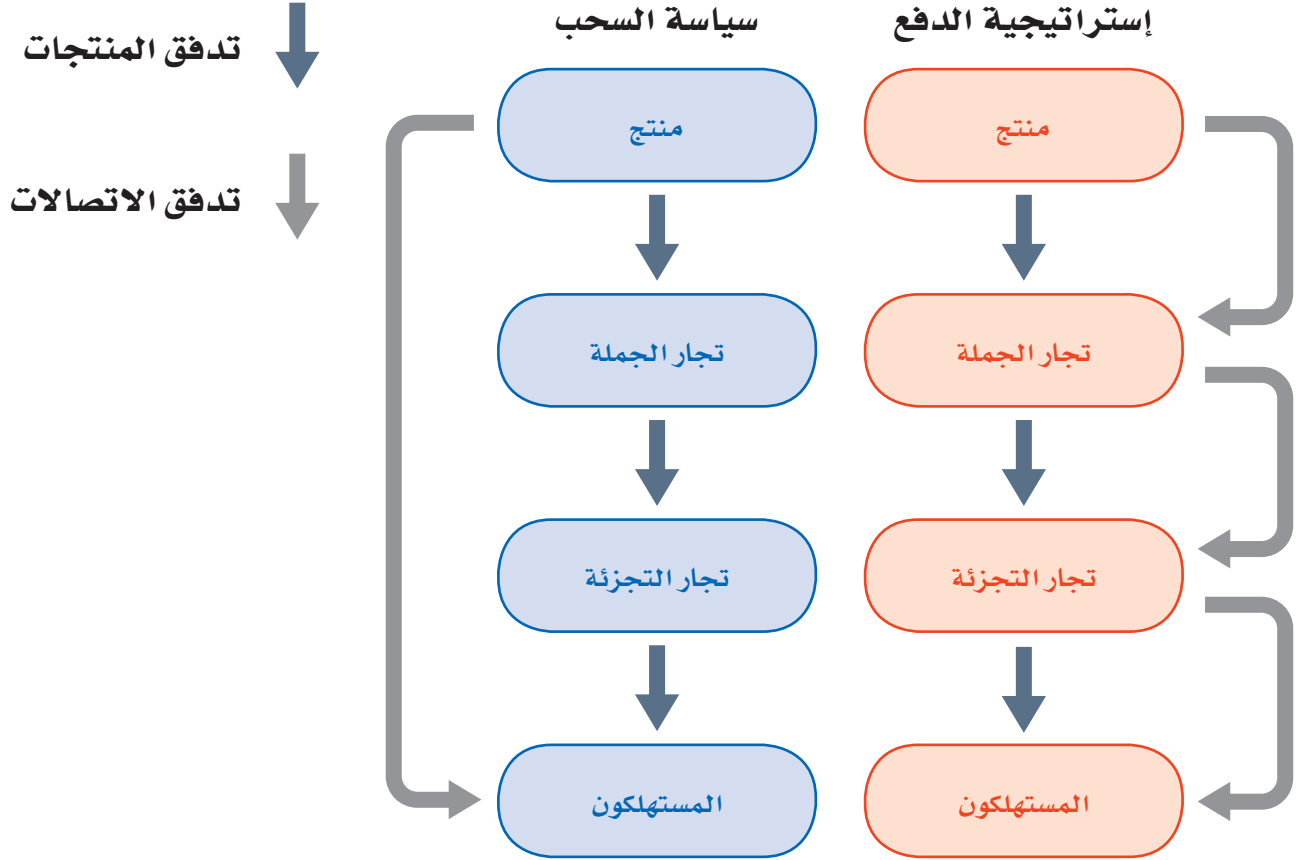 إستراتيجية الدفع
منتج
تجار الجملة
تجار التجزئة
المستهلكون
سياسة السحب
منتج
تجار الجملة
تجار التجزئة
المستهلكون
تدفق المنتجات
تدفق الاتصالات